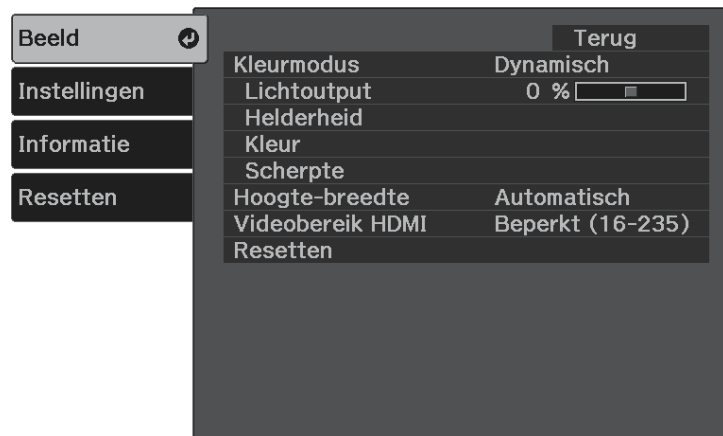 Beeld
Instellingen
Informatie
Resetten
Terug
Kleurmodus Dynamisch
Lichtoutput 0 %
Helderheid
Kleur
Scherpte
Hoogte-breedte Automatisch
Videobereik HDMI Beperkt (16-235)
Resetten